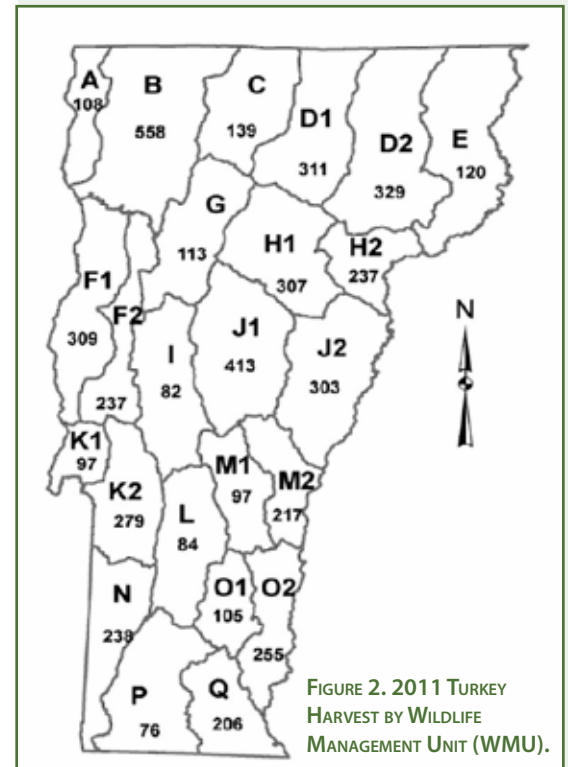 A
108
B
558
C
139
D1
311
D2
329
E
120
G
113
H1
307
H2
237
F1
309
F2
237
I
82
J1
413
J2
303
N
K1
97
K2
279
L
84
M1
97
M2
217
N
238
O1
105
O2
255
P
76
Q
206
FIGURE 2. 2011 TURKEY
HARVEST BY WILDLIFE
MANAGEMENT UNIT (WMU).